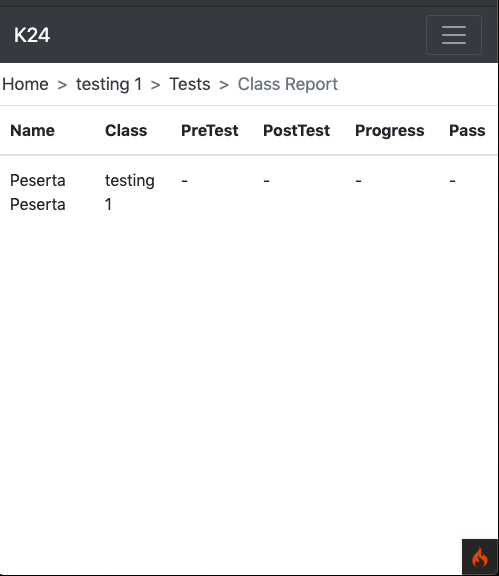 K24
Home > testing 1 > Tests > Class Report
Name Class PreTest PostTest Progress Pass
Peserta testing - - - -
Peserta 1